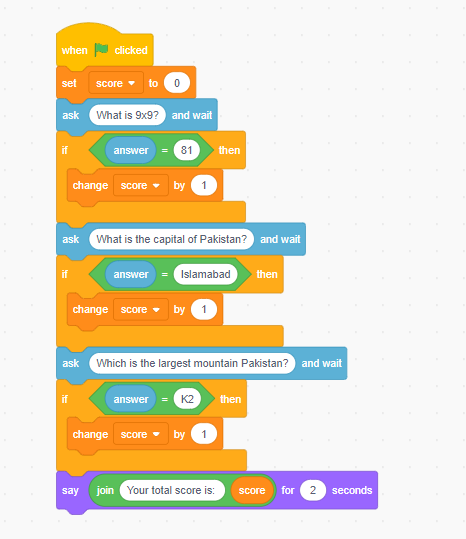 when clicked
set score to 0
ask What is 9x9? and wait
if answer = 81 then
change score by 1
ask What is the capital of Pakistan? and wait
if answer = Islamabad then
change score by 1
ask Which is the largest mountain Pakistan? and wait
if answer = K2 then
change score by 1
say join Your total score is: score for 2 seconds